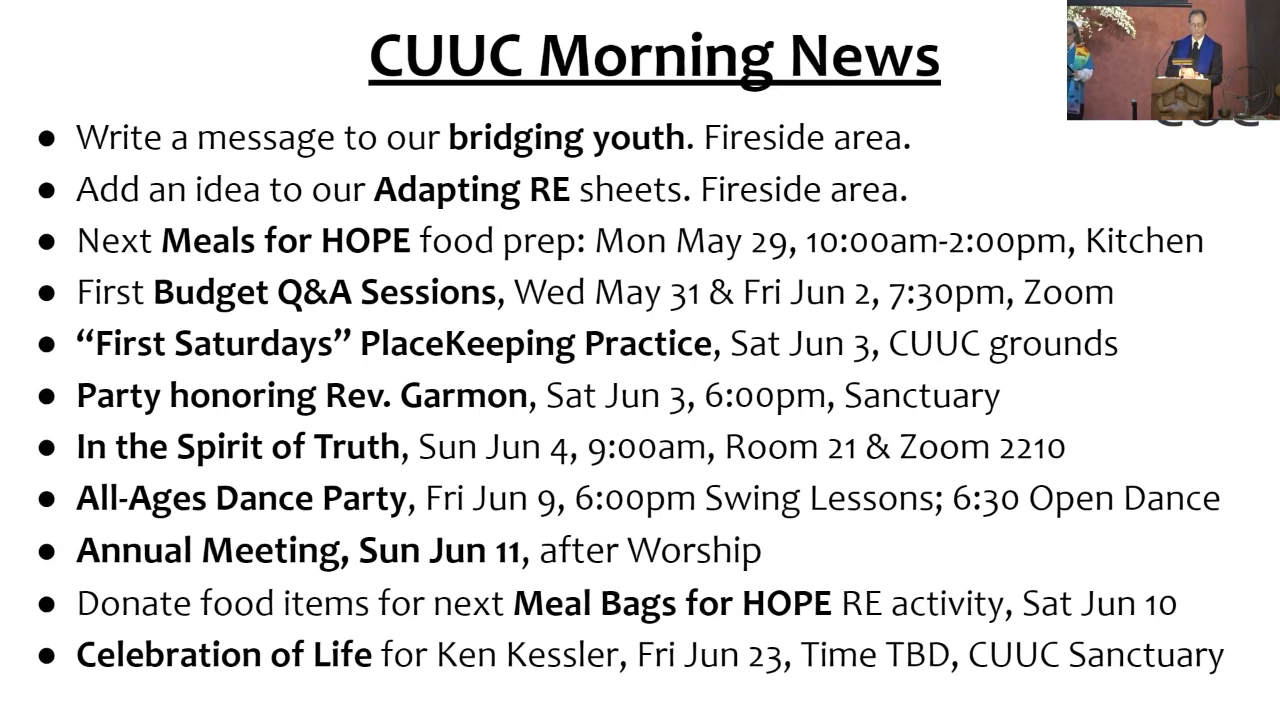 CUUC Morning News
● Write a message to our bridging youth. Fireside area.
● Add an idea to our Adapting RE sheets. Fireside area.
● Next Meals for HOPE food prep: Mon May 29, 10:00am-2:00pm, Kitchen
● First Budget Q&A Sessions, Wed May 31 & Fri Jun 2, 7:30pm, Zoom
● “First Saturdays” PlaceKeeping Practice, Sat Jun 3, CUUC grounds
● Party honoring Rev. Garmon, Sat Jun 3, 6:00pm, Sanctuary
● In the Spirit of Truth, Sun Jun 4, 9:00am, Room 21 & Zoom 2210
● All-Ages Dance Party, Fri Jun 9, 6:00pm Swing Lessons; 6:30 Open Dance
● Annual Meeting, Sun Jun 11, after Worship
● Donate food items for next Meal Bags for HOPE RE activity, Sat Jun 10
● Celebration of Life for Ken Kessler, Fri Jun 23, Time TBD, CUUC Sanctuary